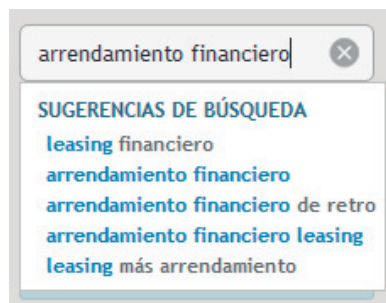 arrendamiento financiero
SUGERENCIAS DE BÚSQUEDA
leasing financiero
arrendamiento financiero
arrendamiento financiero de retro
arrendamiento financiero leasing
leasing más arrendamiento